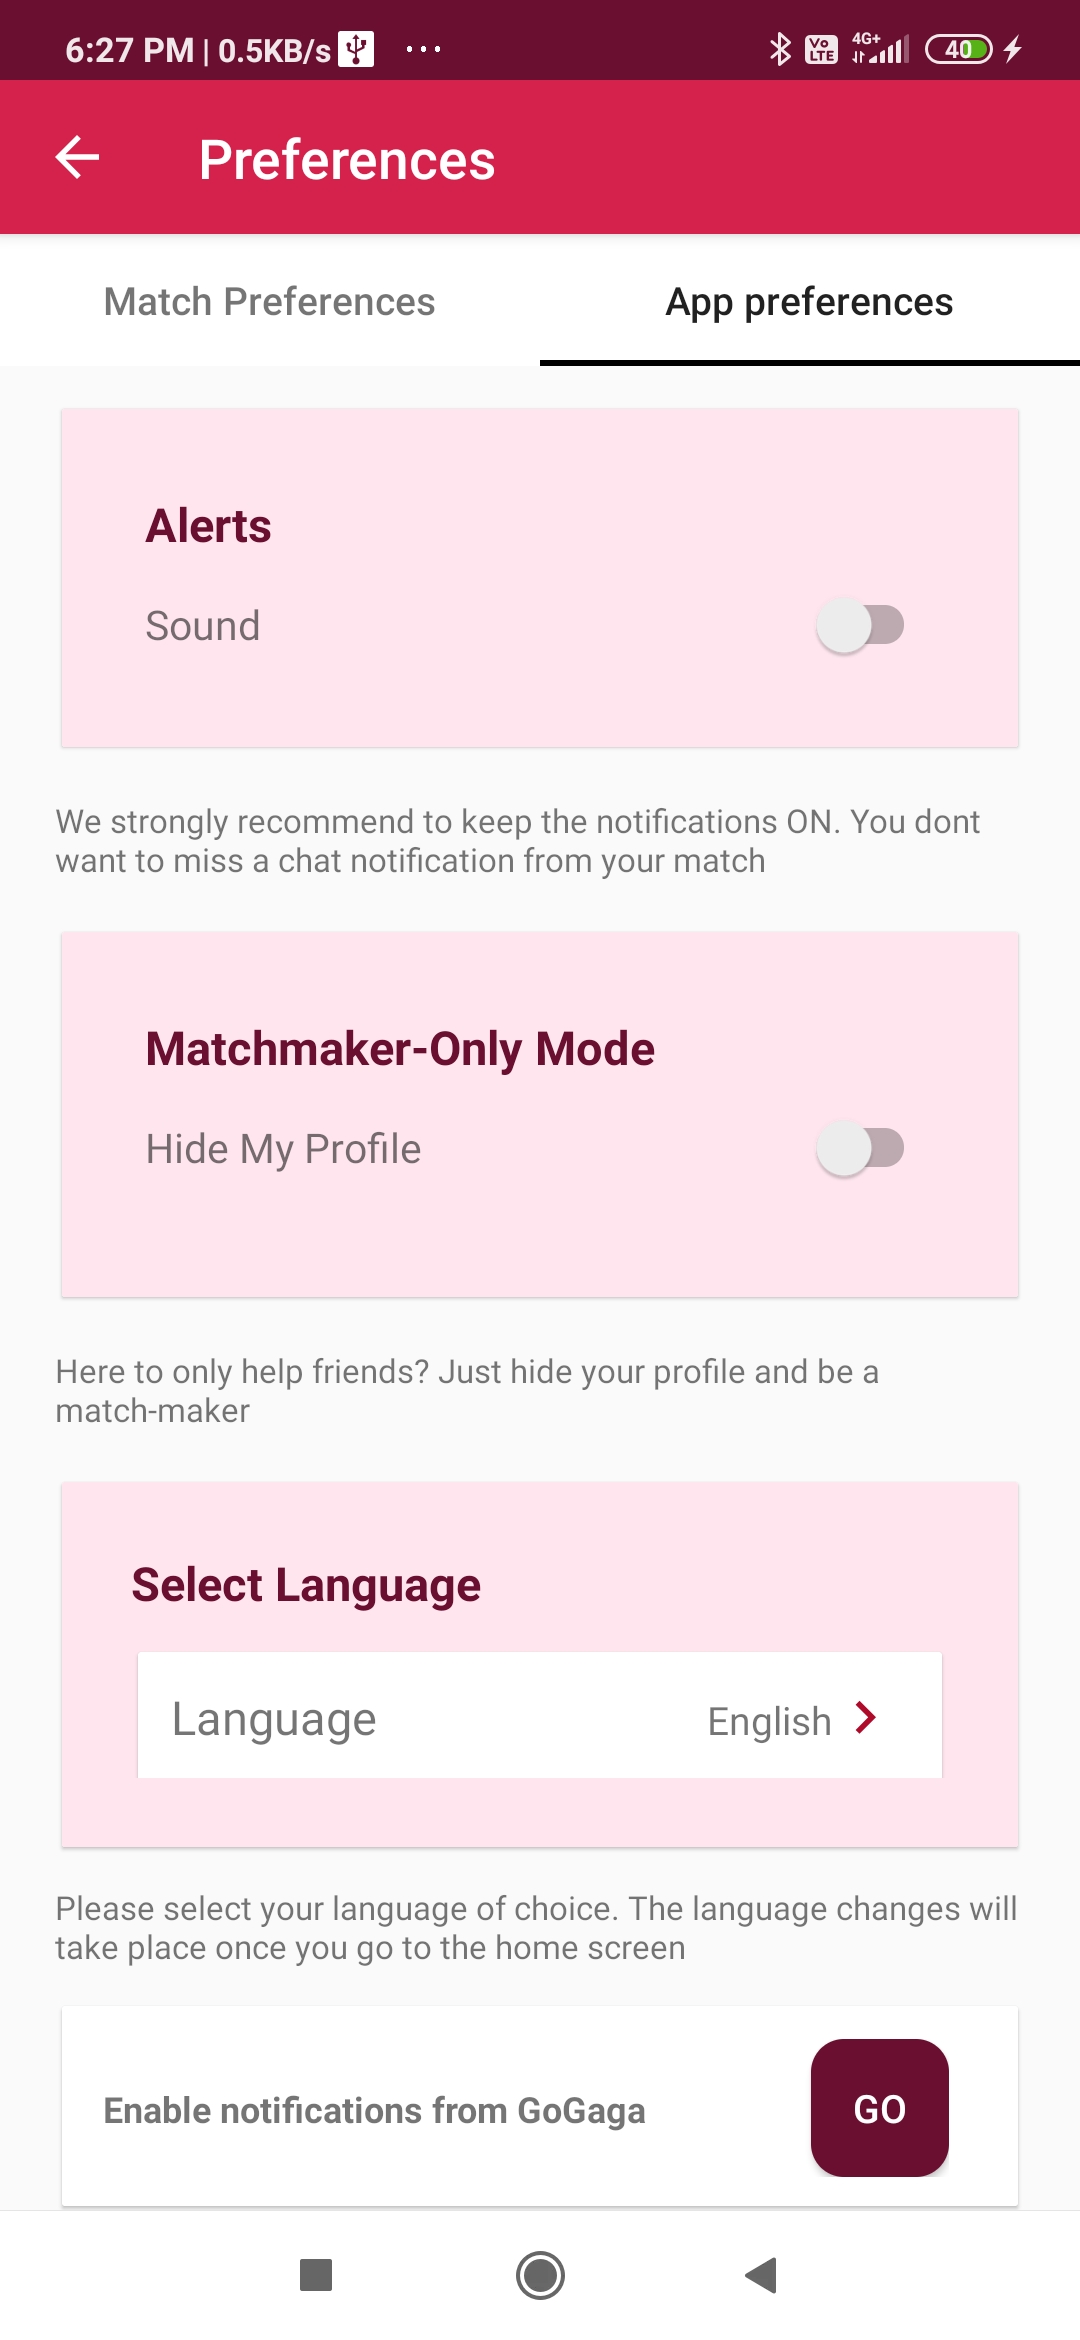 6:27 PM | 0.5KB/s ... Vo LTE 4G+ 40
Preferences
Match Preferences App preferences
Alerts
Sound
We strongly recommend to keep the notifications ON. You dont
want to miss a chat notification from your match
Matchmaker-Only Mode
Hide My Profile
Here to only help friends? Just hide your profile and be a
match-maker
Select Language
Language English
Please select your language of choice. The language changes will
take place once you go to the home screen
Enable notifications from GoGaga GO